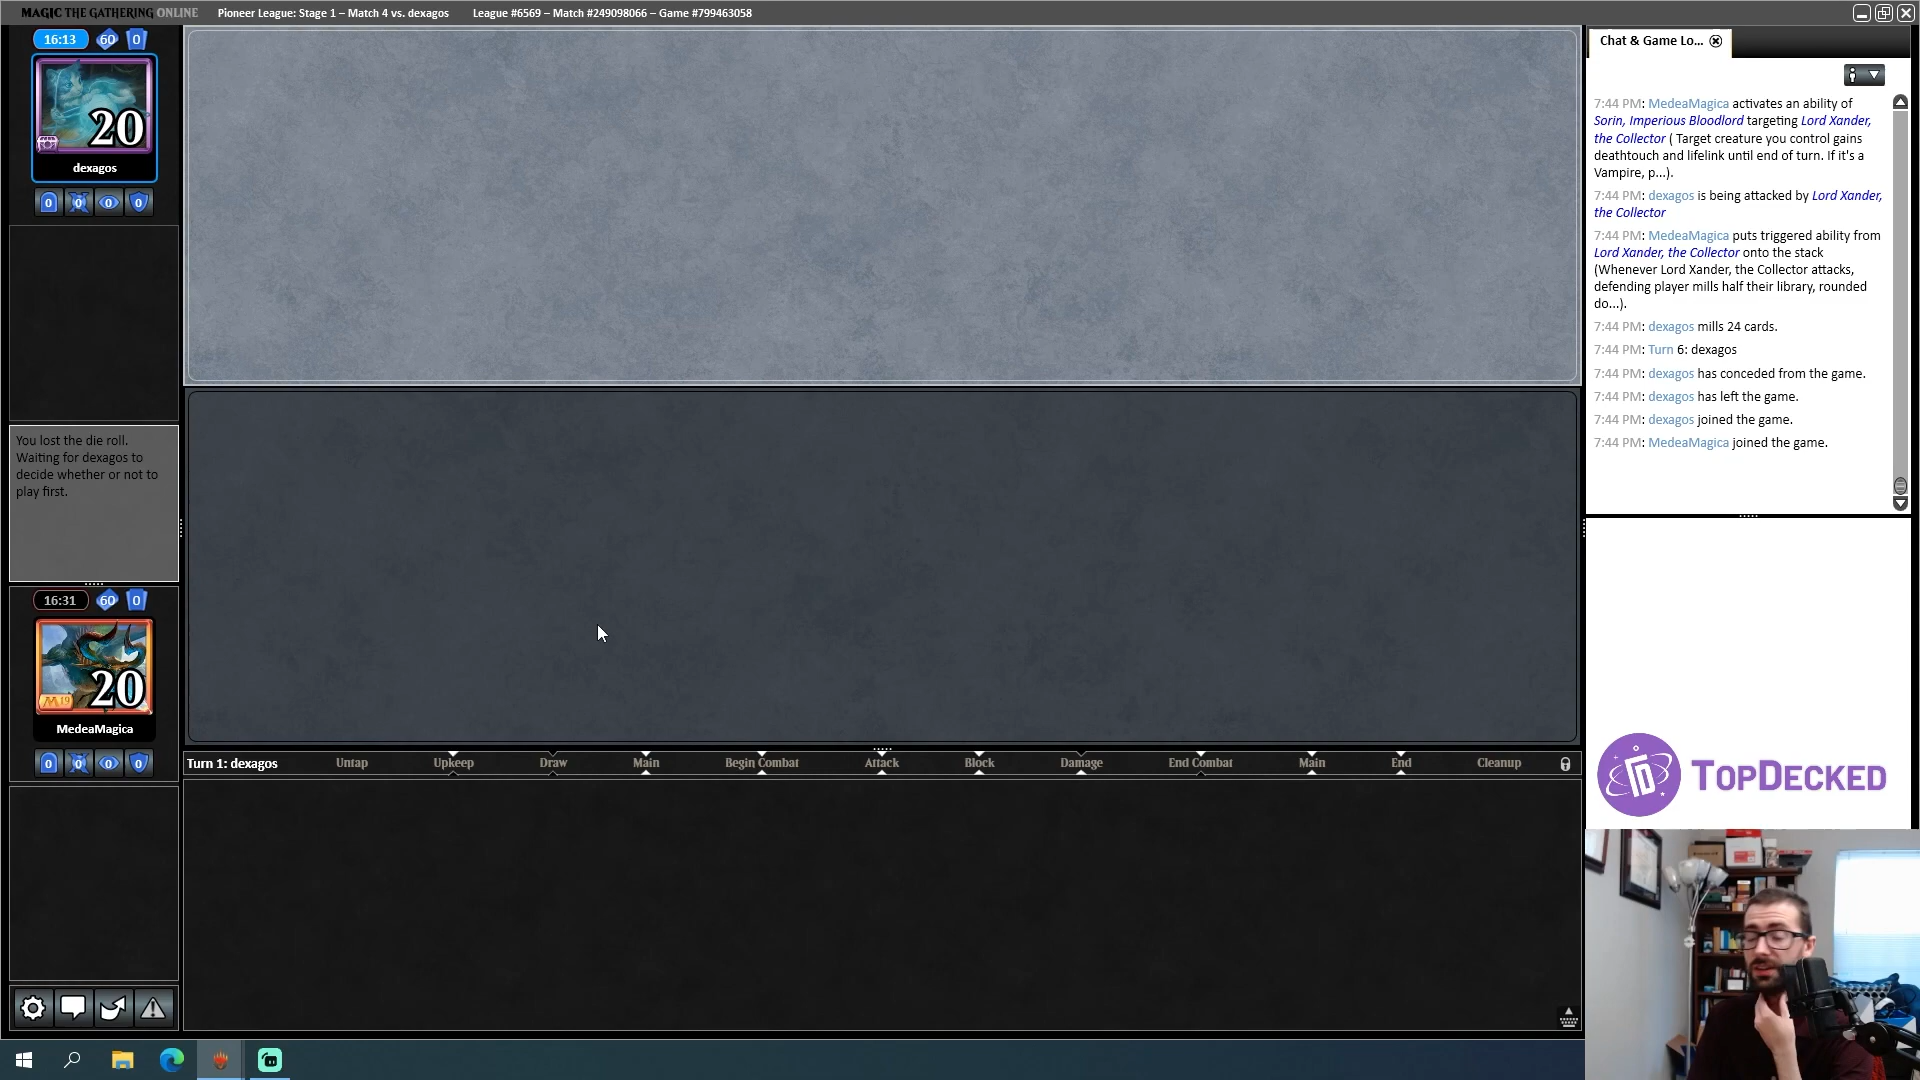 MAGIC THE GATHERING ONLINE
Pioneer League: Stage 1 – Match 4 vs. dexagos
League #6569 – Match #249098066 – Game #799463058
16:13
60
0
20
dexagos
0
0
0
0
You lost the die roll.
Waiting for dexagos to
decide whether or not to
play first.
16:31
60
0
M19
20
MedeaMagica
0
0
0
0
Turn 1: dexagos
Untap
Upkeep
Draw
Main
Begin Combat
Attack
Block
Damage
End Combat
Main
End
Cleanup
Chat & Game Lo...
7:44 PM: MedeaMagica activates an ability of
Sorin, Imperious Bloodlord targeting Lord Xander,
the Collector ( Target creature you control gains
deathtouch and lifelink until end of turn. If it's a
Vampire, p...).
7:44 PM: dexagos is being attacked by Lord Xander,
the Collector
7:44 PM: MedeaMagica puts triggered ability from
Lord Xander, the Collector onto the stack
(Whenever Lord Xander, the Collector attacks,
defending player mills half their library, rounded
do...).
7:44 PM: dexagos mills 24 cards.
7:44 PM: Turn 6: dexagos
7:44 PM: dexagos has conceded from the game.
7:44 PM: dexagos has left the game.
7:44 PM: dexagos joined the game.
7:44 PM: MedeaMagica joined the game.
TOPDECKED